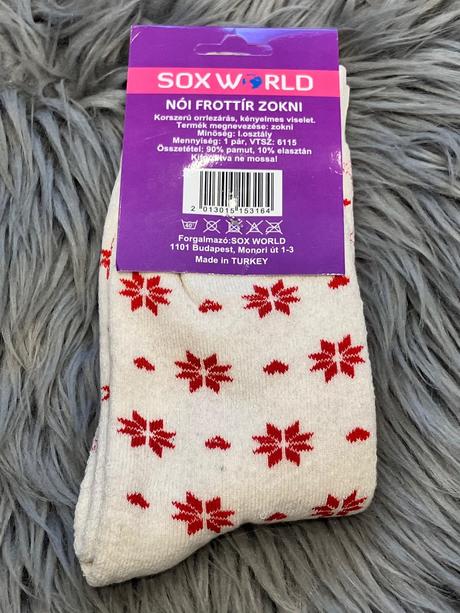 SOX WORLD
NŐI FROTTÍR ZOKNI
Korszerű orrlezárás, kényelmes viselet.
Termék megnevezése: zokni
Minőség: I.osztály
Mennyiség: 1 pár, VTSZ: 6115
Összetétel: 90% pamut, 10% elasztán
Kifordítva ne mossa!
2 013015 153164
40°
Forgalmazó:SOX WORLD
1101 Budapest, Monori út 1-3
Made in TURKEY